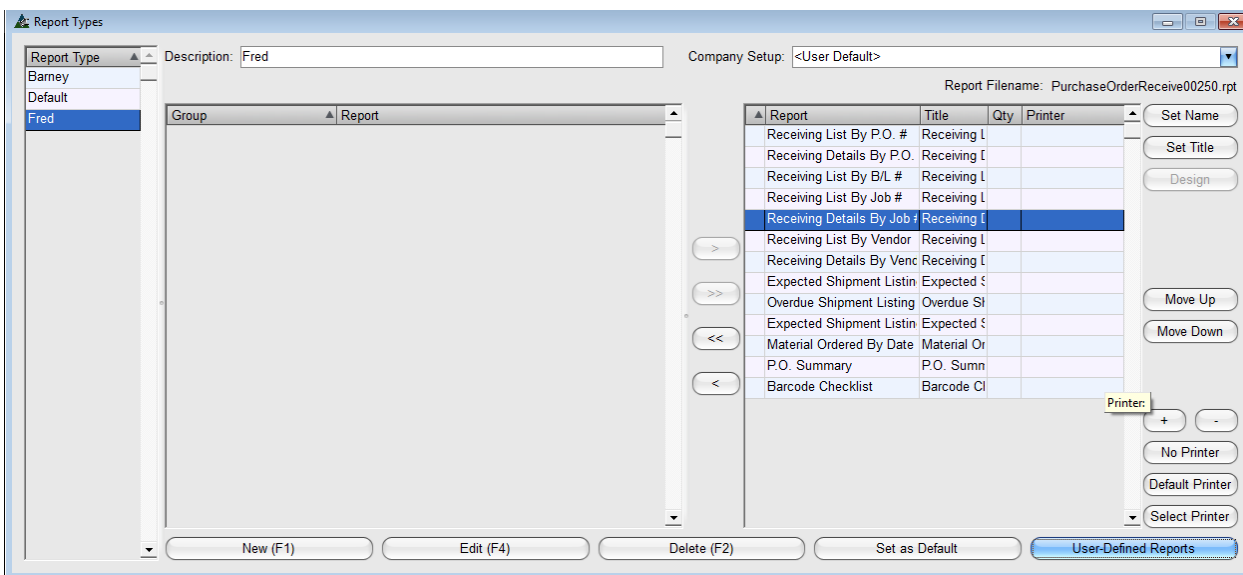 Report Types
Report Type
Barney
Default
Fred
Description: Fred
Company Setup: <User Default>
Report Filename: PurchaseOrderReceive00250.rpt
Group Report
Report Title Qty Printer
Receiving List By P.O. # Receiving L
Receiving Details By P.O. Receiving D
Receiving List By B/L # Receiving L
Receiving List By Job # Receiving L
Receiving Details By Job # Receiving D
Receiving List By Vendor Receiving L
Receiving Details By Venc Receiving D
Expected Shipment Listin Expected S
Overdue Shipment Listing Overdue Sh
Expected Shipment Listin Expected S
Material Ordered By Date Material Or
P.O. Summary P.O. Summ
Barcode Checklist Barcode Cl
>
>>
<<
<
Set Name
Set Title
Design
Move Up
Move Down
Printer:
+ -
No Printer
Default Printer
Select Printer
New (F1) Edit (F4) Delete (F2) Set as Default User-Defined Reports